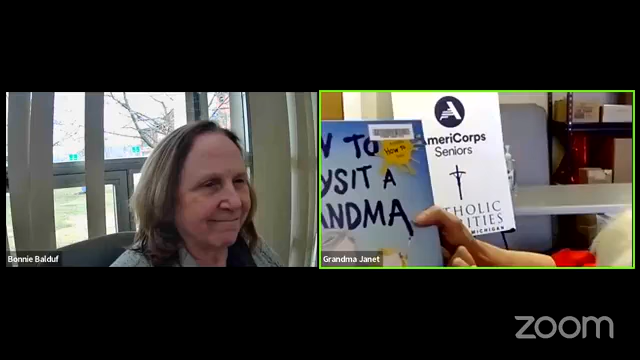 Bonnie Balduf
HOW TO
TO
YSIT A
ANDMA
AmeriCorps
Seniors
THOLIC
ITIES
MICHIGAN
Grandma Janet
zoom